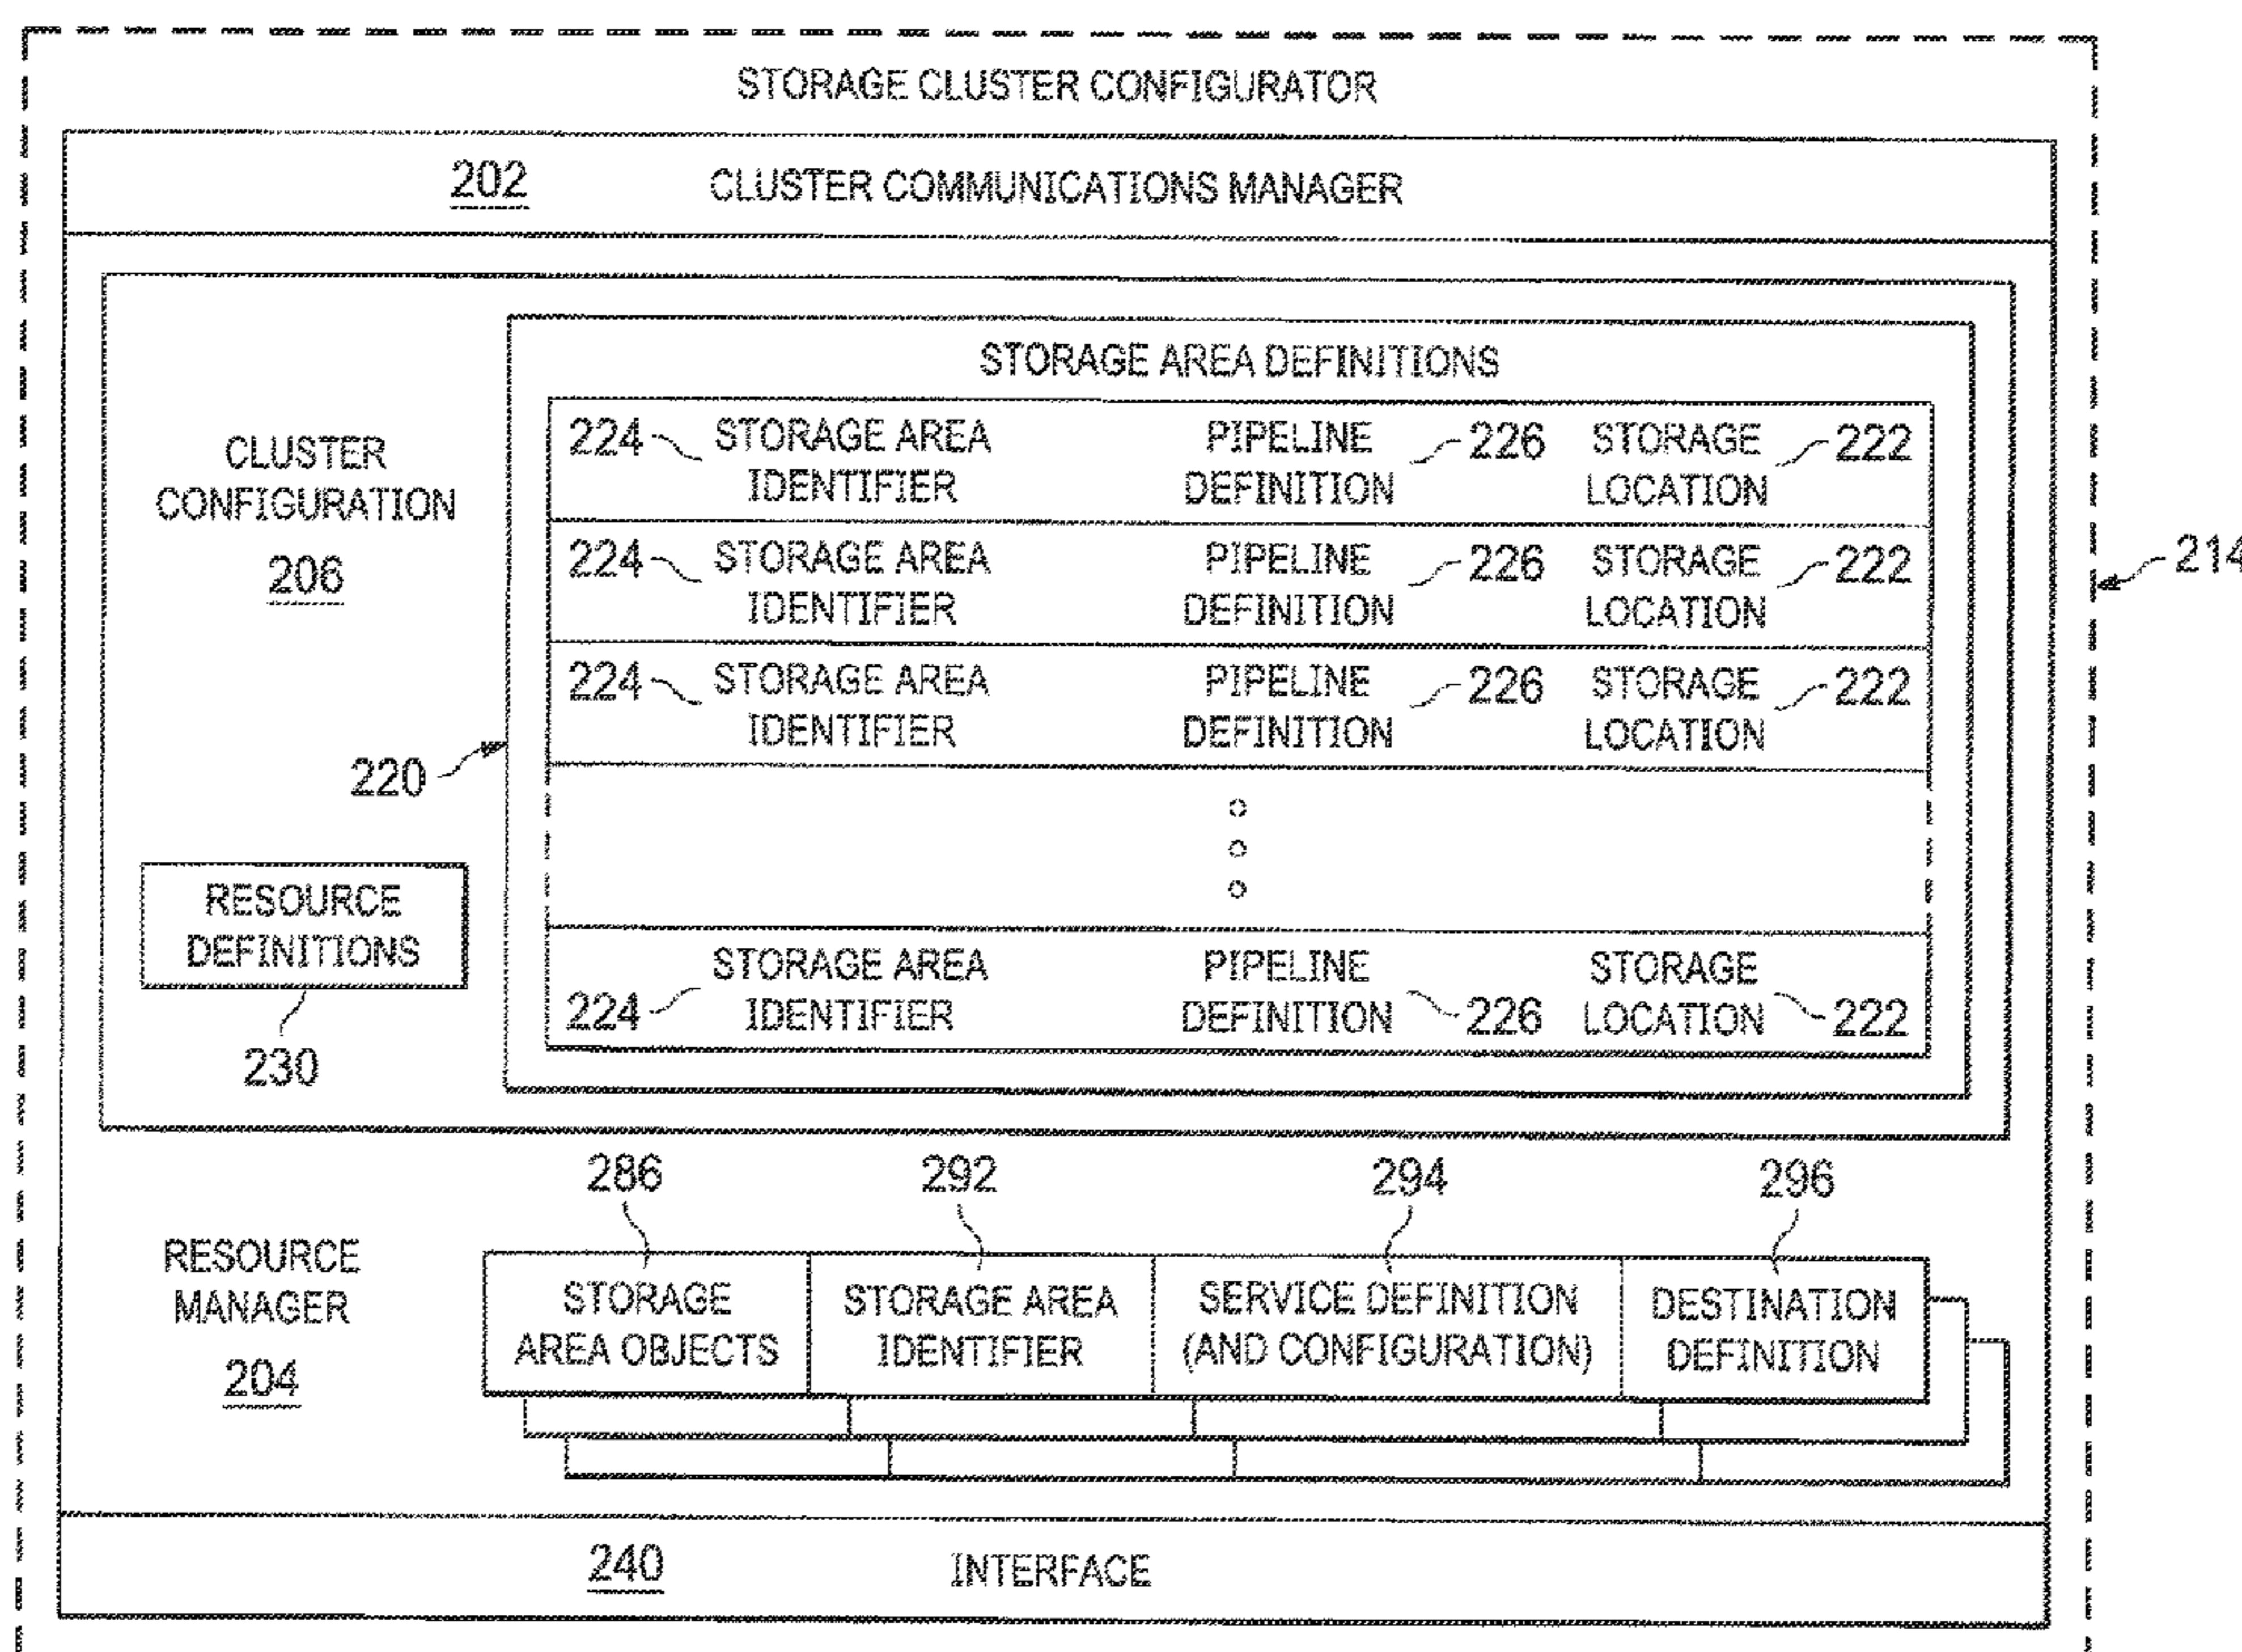 STORAGE CLUSTER CONFIGURATOR
202 CLUSTER COMMUNICATIONS MANAGER
STORAGE AREA DEFINITIONS
CLUSTER
CONFIGURATION
206
224 STORAGE AREA
IDENTIFIER
PIPELINE
DEFINITION
226
STORAGE
LOCATION
222
224 STORAGE AREA
IDENTIFIER
PIPELINE
DEFINITION
226
STORAGE
LOCATION
222
214
224 STORAGE AREA
IDENTIFIER
PIPELINE
DEFINITION
226
STORAGE
LOCATION
222
220
RESOURCE
DEFINITIONS
230
224 STORAGE AREA
IDENTIFIER
PIPELINE
DEFINITION
226
STORAGE
LOCATION
222
286
292
294
296
RESOURCE
MANAGER
204
STORAGE
AREA OBJECTS
STORAGE AREA
IDENTIFIER
SERVICE DEFINITION
(AND CONFIGURATION)
DESTINATION
DEFINITION
240 INTERFACE